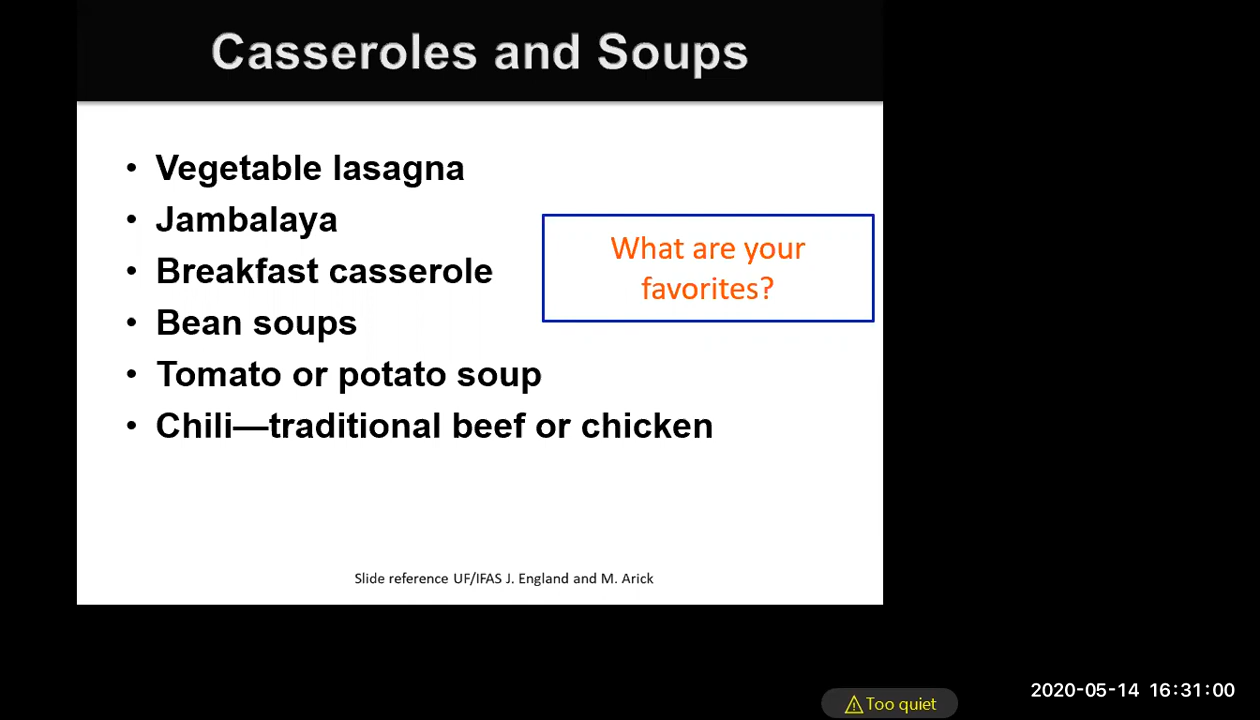 Casseroles and Soups
• Vegetable lasagna
• Jambalaya
• Breakfast casserole
• Bean soups
• Tomato or potato soup
• Chili—traditional beef or chicken
What are your
favorites?
Slide reference UF/IFAS J. England and M. Arick
Too quiet
2020-05-14 16:31:00